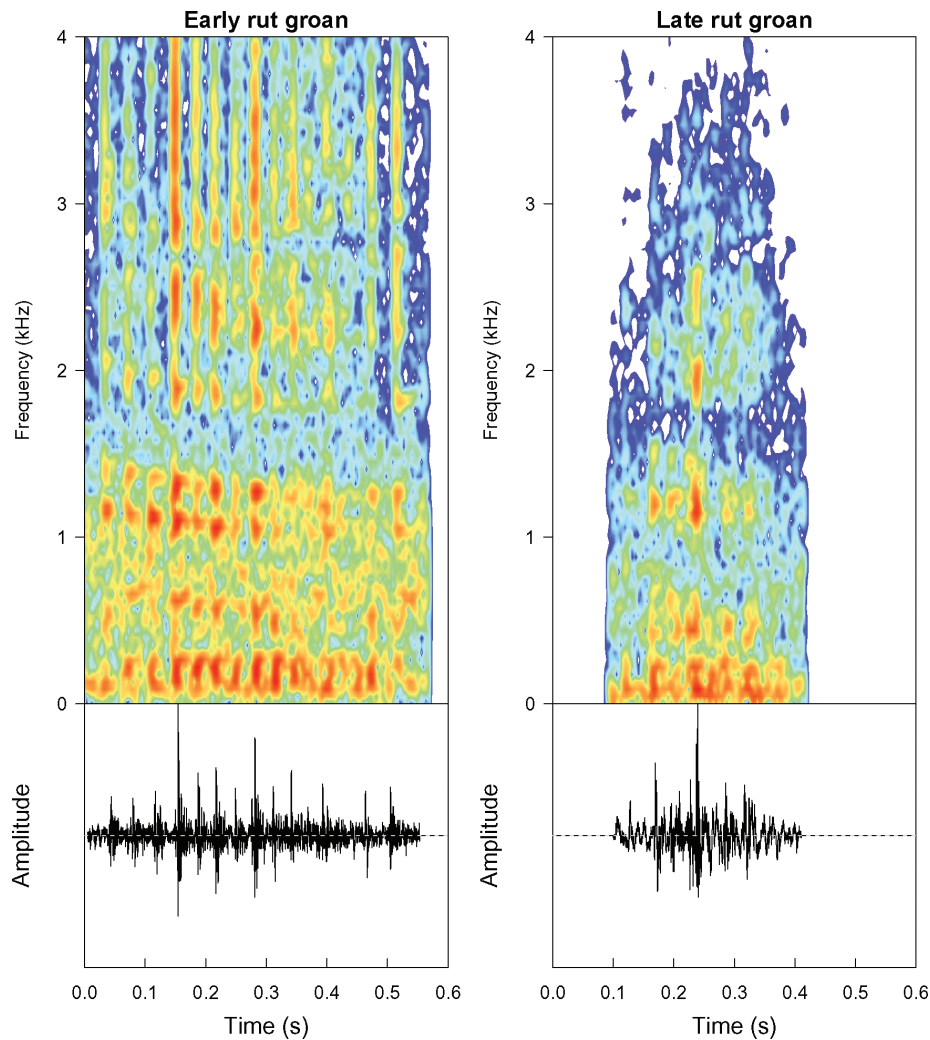 Early rut groan
Late rut groan
4
3
2
1
0
Frequency (kHz)
4
3
2
1
0
Frequency (kHz)
Amplitude
Amplitude
0.0 0.1 0.2 0.3 0.4 0.5 0.6
Time (s)
0.0 0.1 0.2 0.3 0.4 0.5 0.6
Time (s)